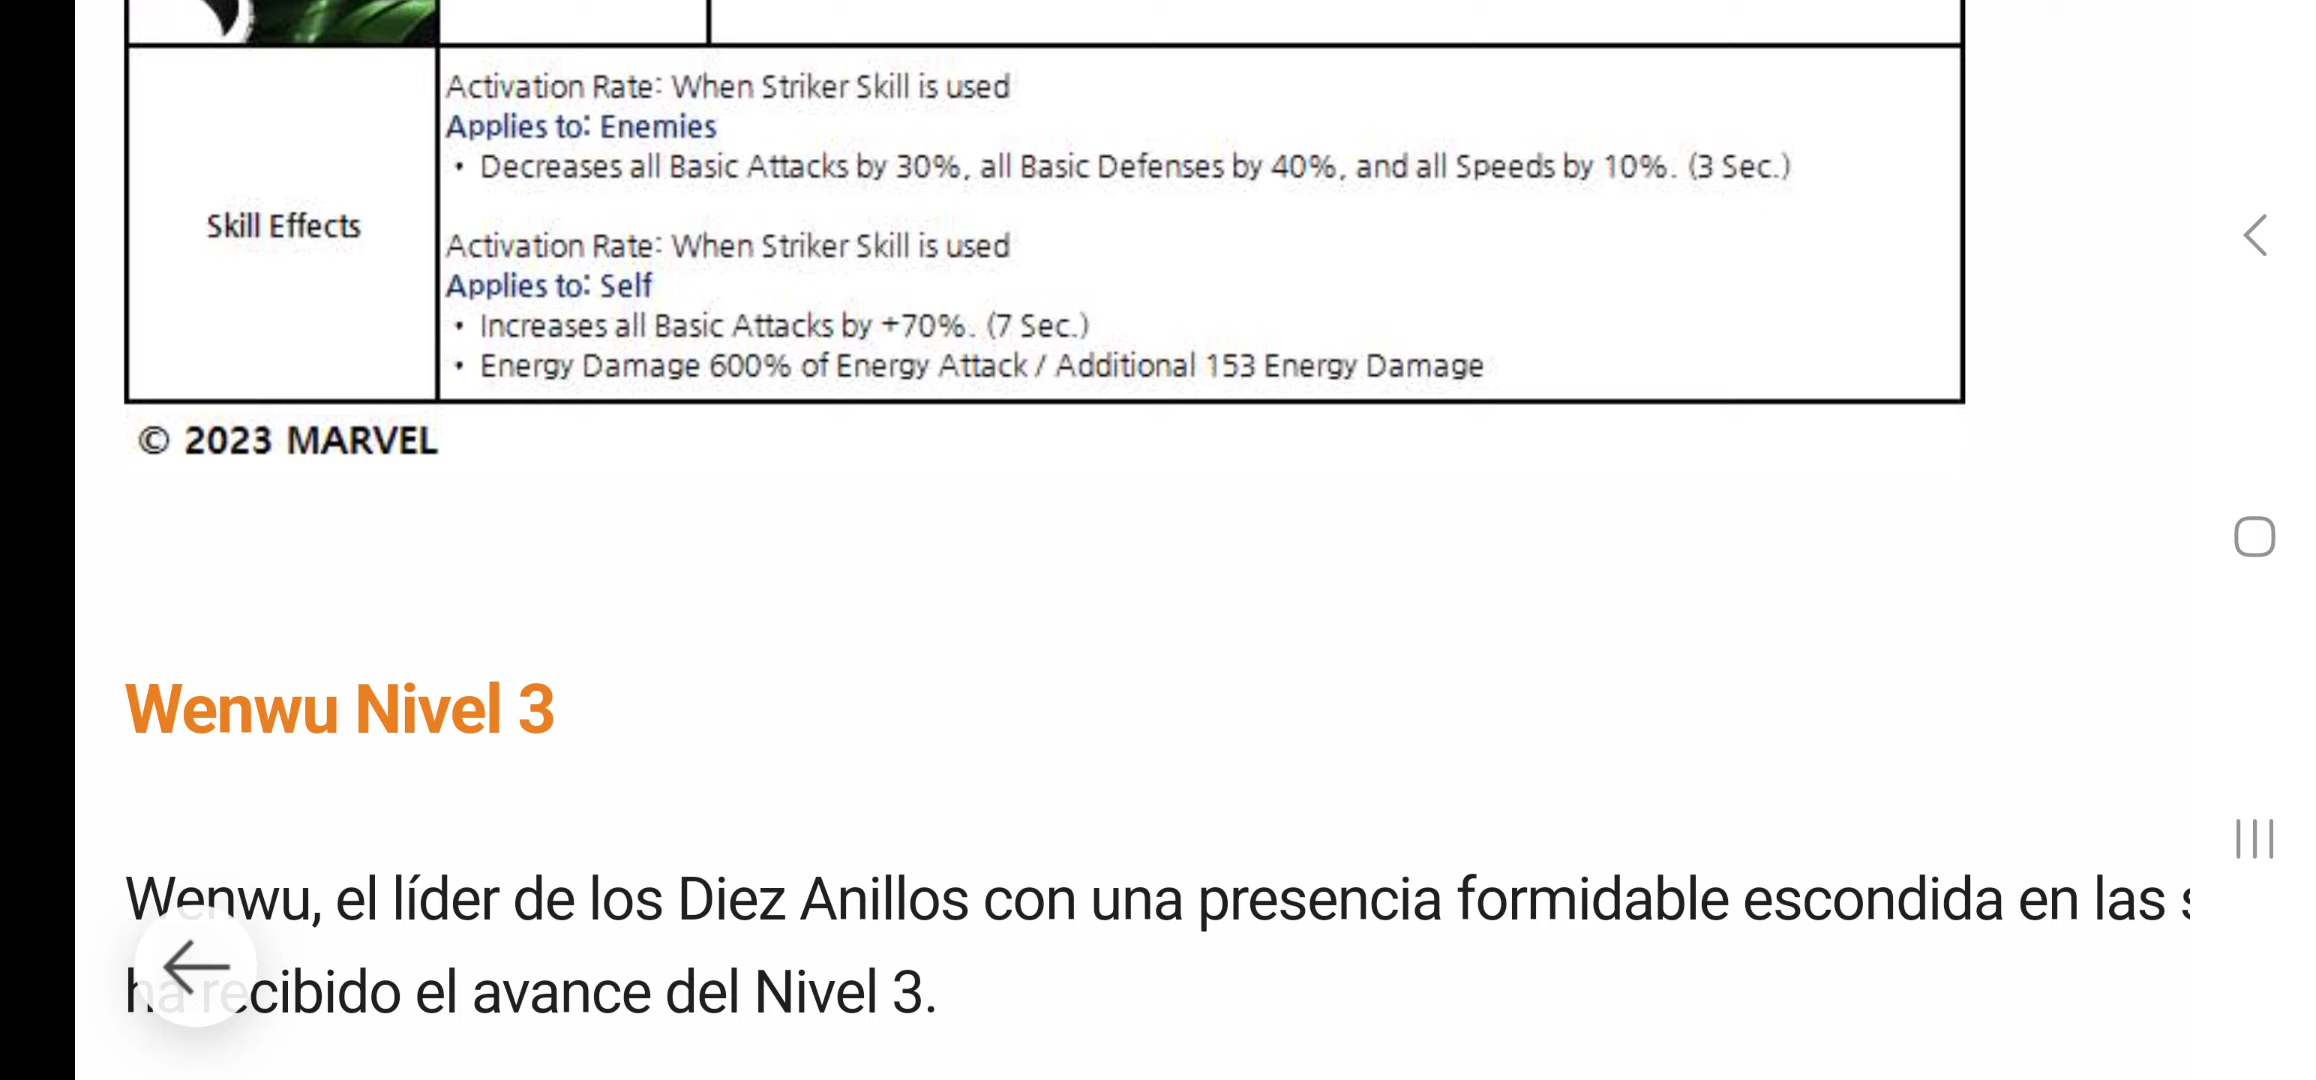 Activation Rate: When Striker Skill is used
Applies to: Enemies
• Decreases all Basic Attacks by 30%, all Basic Defenses by 40%, and all Speeds by 10%. (3 Sec.)
Skill Effects
Activation Rate: When Striker Skill is used
Applies to: Self
• Increases all Basic Attacks by +70%. (7 Sec.)
• Energy Damage 600% of Energy Attack / Additional 153 Energy Damage
© 2023 MARVEL
Wenwu Nivel 3
Wenwu, el líder de los Diez Anillos con una presencia formidable escondida en las
ha recibido el avance del Nivel 3.